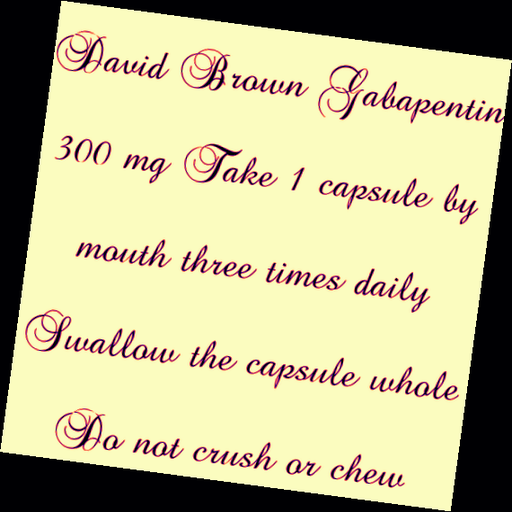 David Brown Gabapentin
300 mg Take 1 capsule by
mouth three times daily
Swallow the capsule whole
Do not crush or chew